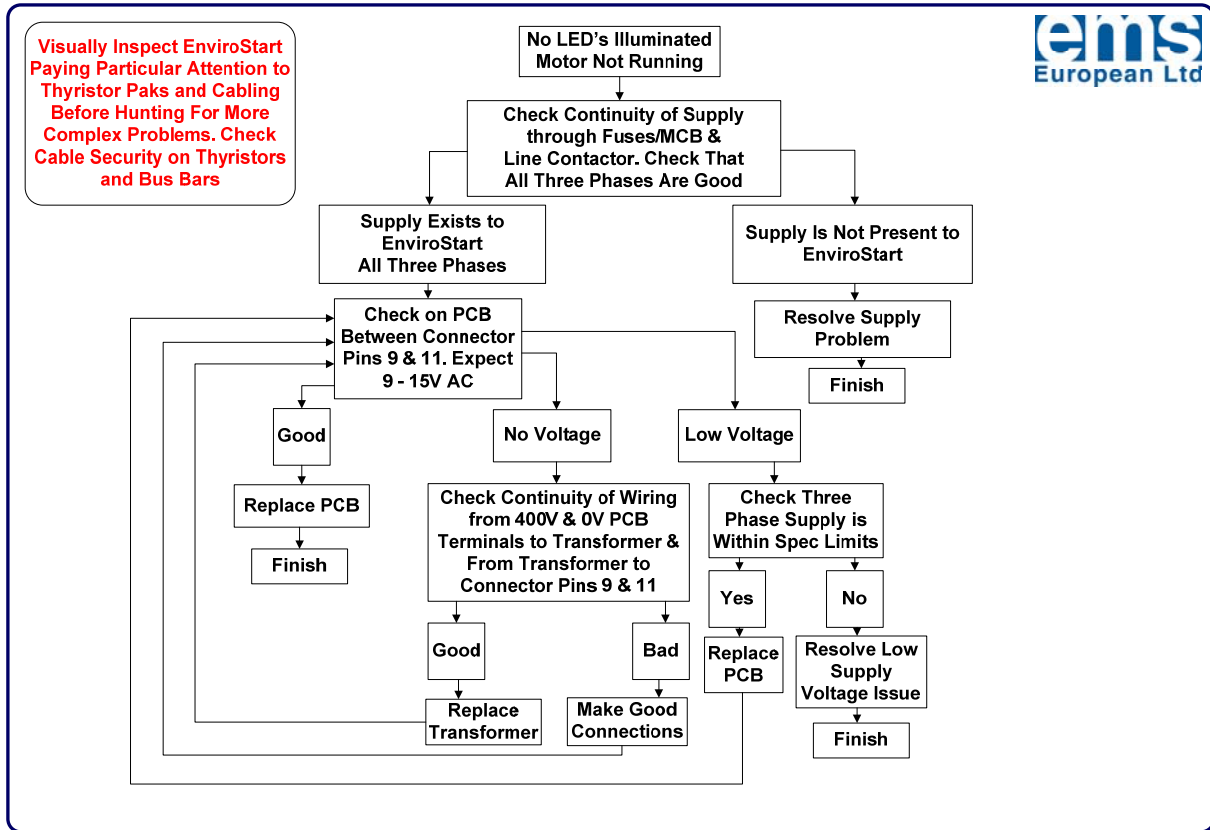 Visually Inspect EnviroStart
Paying Particular Attention to
Thyristor Paks and Cabling
Before Hunting For More
Complex Problems. Check
Cable Security on Thyristors
and Bus Bars
No LED's Illuminated
Motor Not Running
ems
European Ltd
Check Continuity of Supply
through Fuses/MCB &
Line Contactor. Check That
All Three Phases Are Good
Supply Exists to
EnviroStart
All Three Phases
Supply Is Not Present to
EnviroStart
Check on PCB
Between Connector
Pins 9 & 11. Expect
9 - 15V AC
Resolve Supply
Problem
Finish
Good
No Voltage
Low Voltage
Replace PCB
Finish
Check Continuity of Wiring
from 400V & 0V PCB
Terminals to Transformer &
From Transformer to
Connector Pins 9 & 11
Check Three
Phase Supply is
Within Spec Limits
Yes
No
Good
Bad
Replace
PCB
Resolve Low
Supply
Voltage Issue
Replace
Transformer
Make Good
Connections
Finish